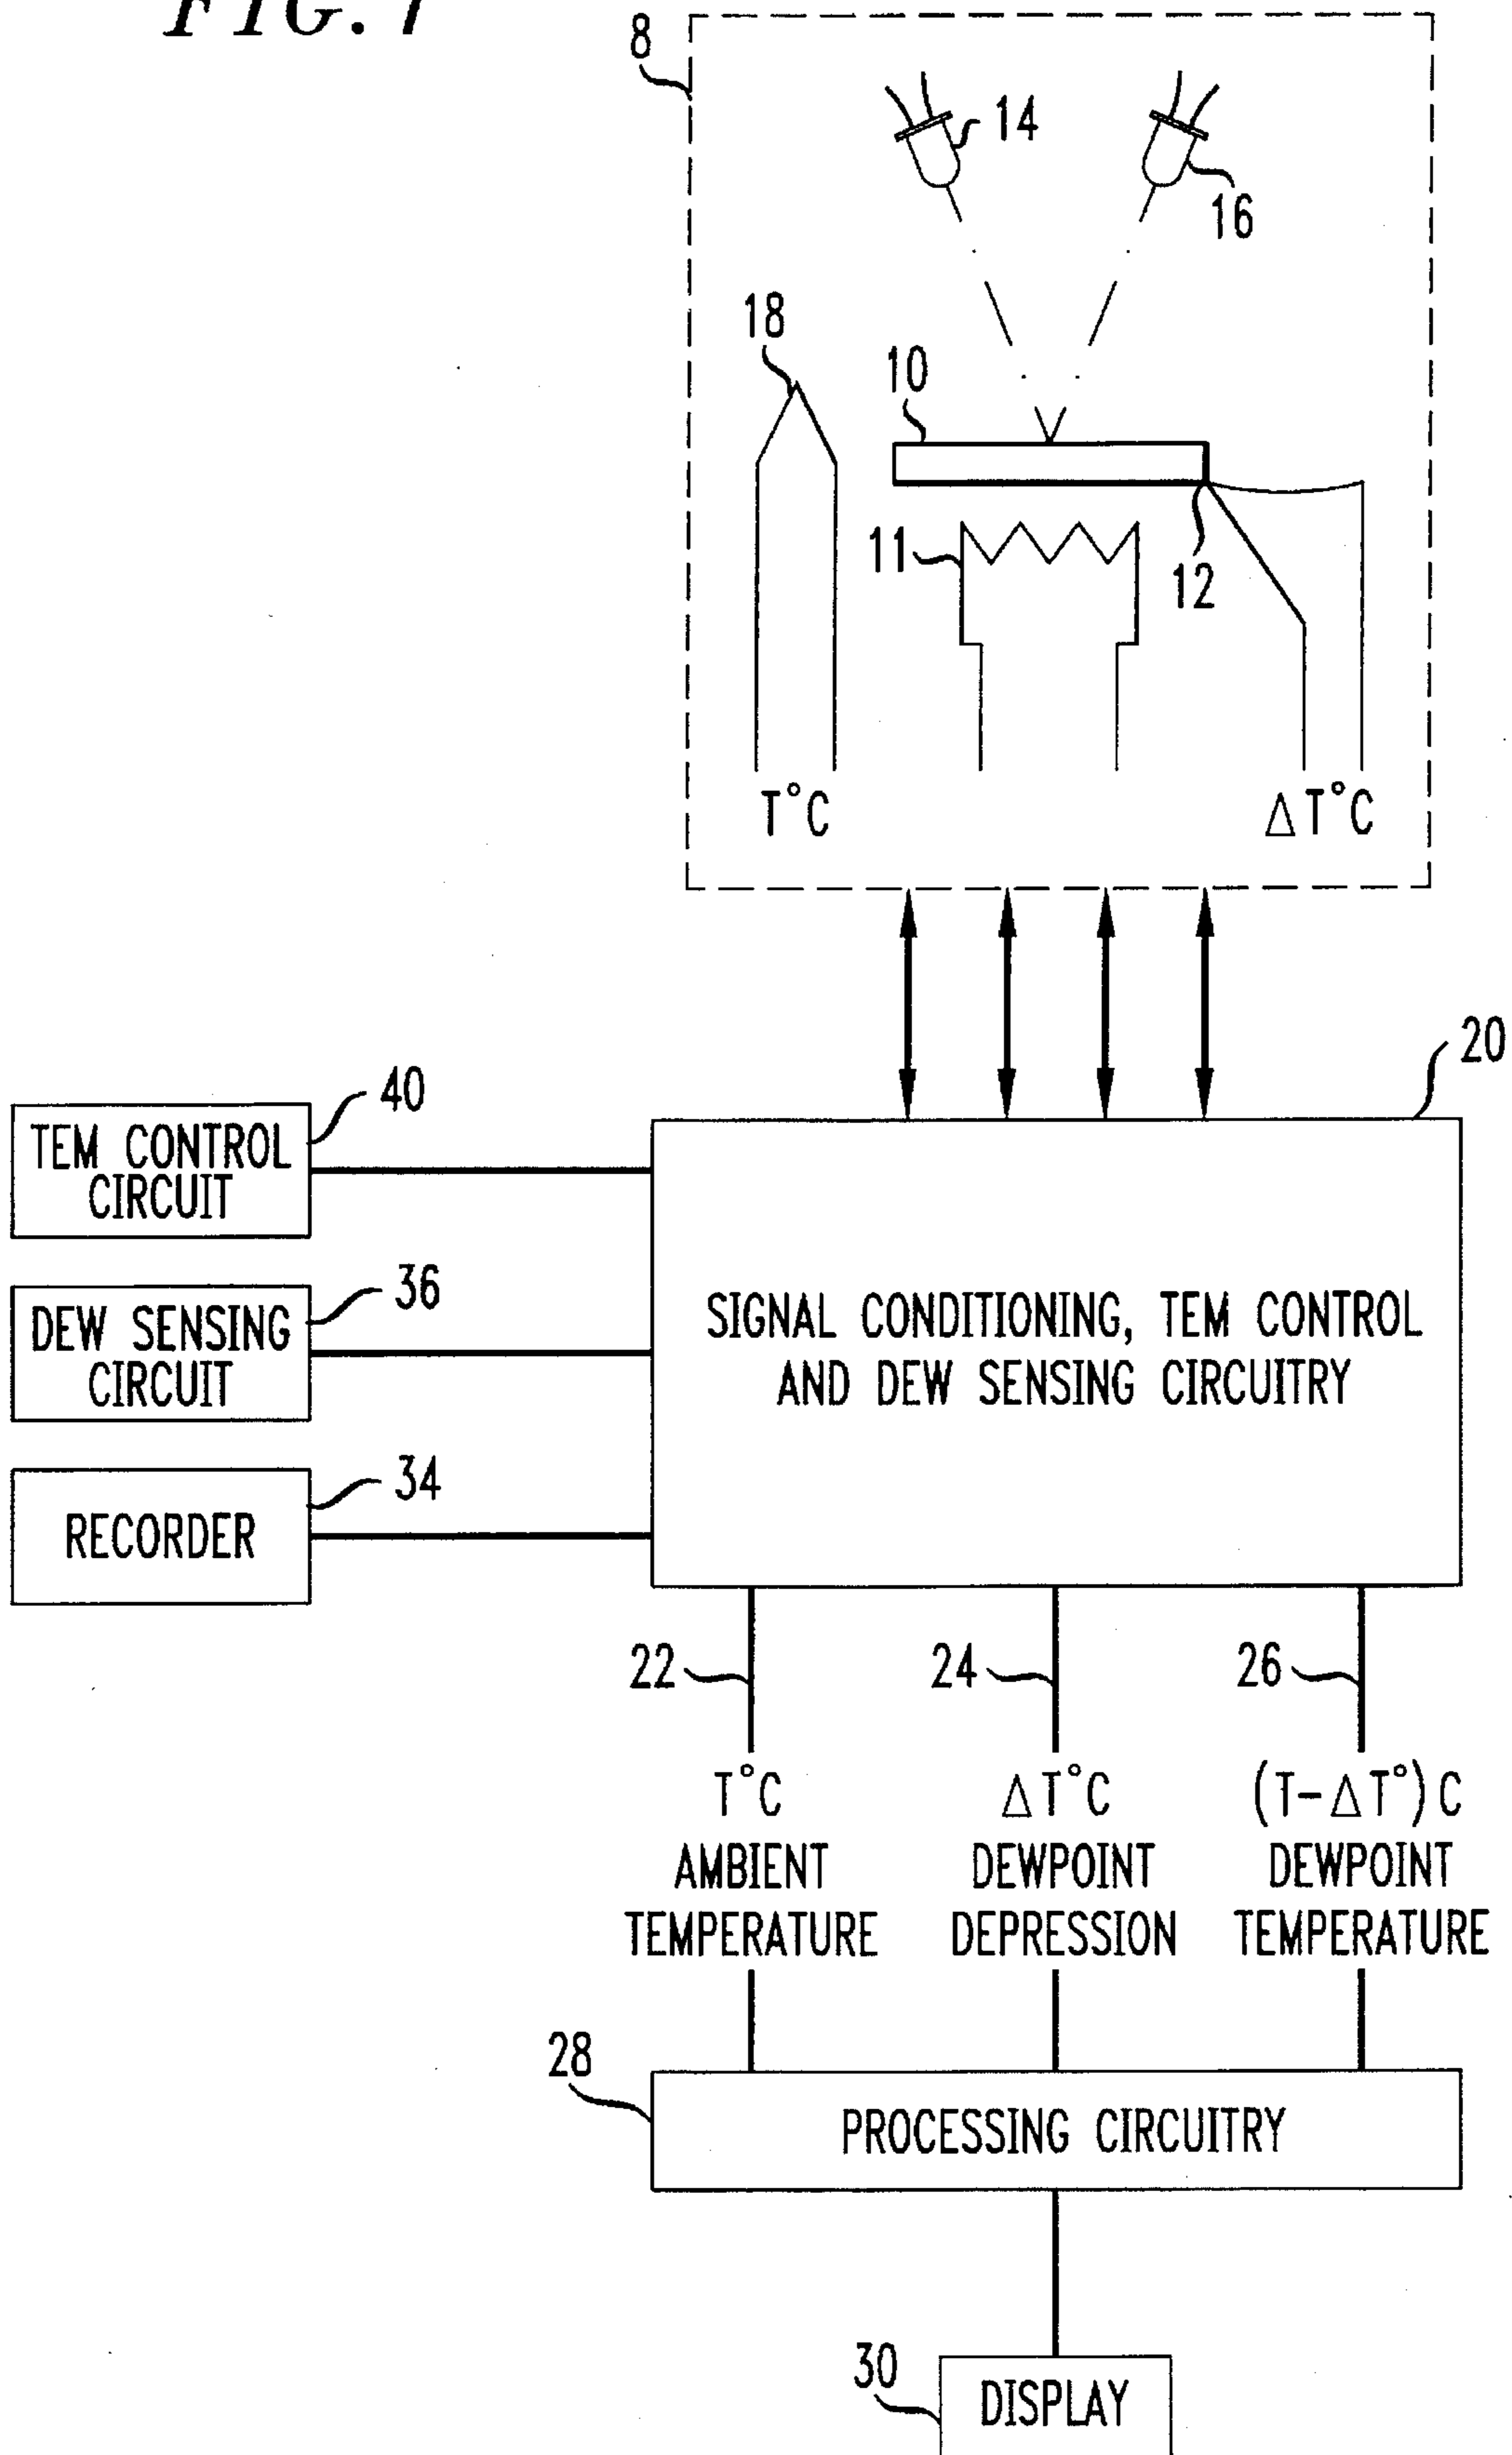 FIG. 1
8
14
16
18
10
11
12
T°C
ΔT°C
20
40
TEM CONTROL
CIRCUIT
36
DEW SENSING
CIRCUIT
SIGNAL CONDITIONING, TEM CONTROL
AND DEW SENSING CIRCUITRY
34
RECORDER
22
24
26
T°C
AMBIENT
TEMPERATURE
ΔT°C
DEWPOINT
DEPRESSION
(T-ΔT°)C
DEWPOINT
TEMPERATURE
28
PROCESSING CIRCUITRY
30
DISPLAY